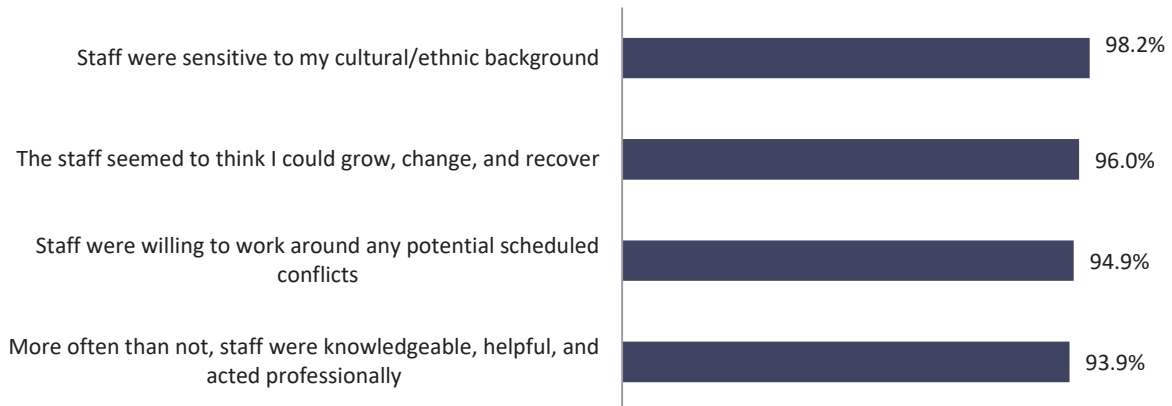 Staff were sensitive to my cultural/ethnic background
98.2%
The staff seemed to think I could grow, change, and recover
96.0%
Staff were willing to work around any potential scheduled
conflicts
94.9%
More often than not, staff were knowledgeable, helpful, and
acted professionally
93.9%